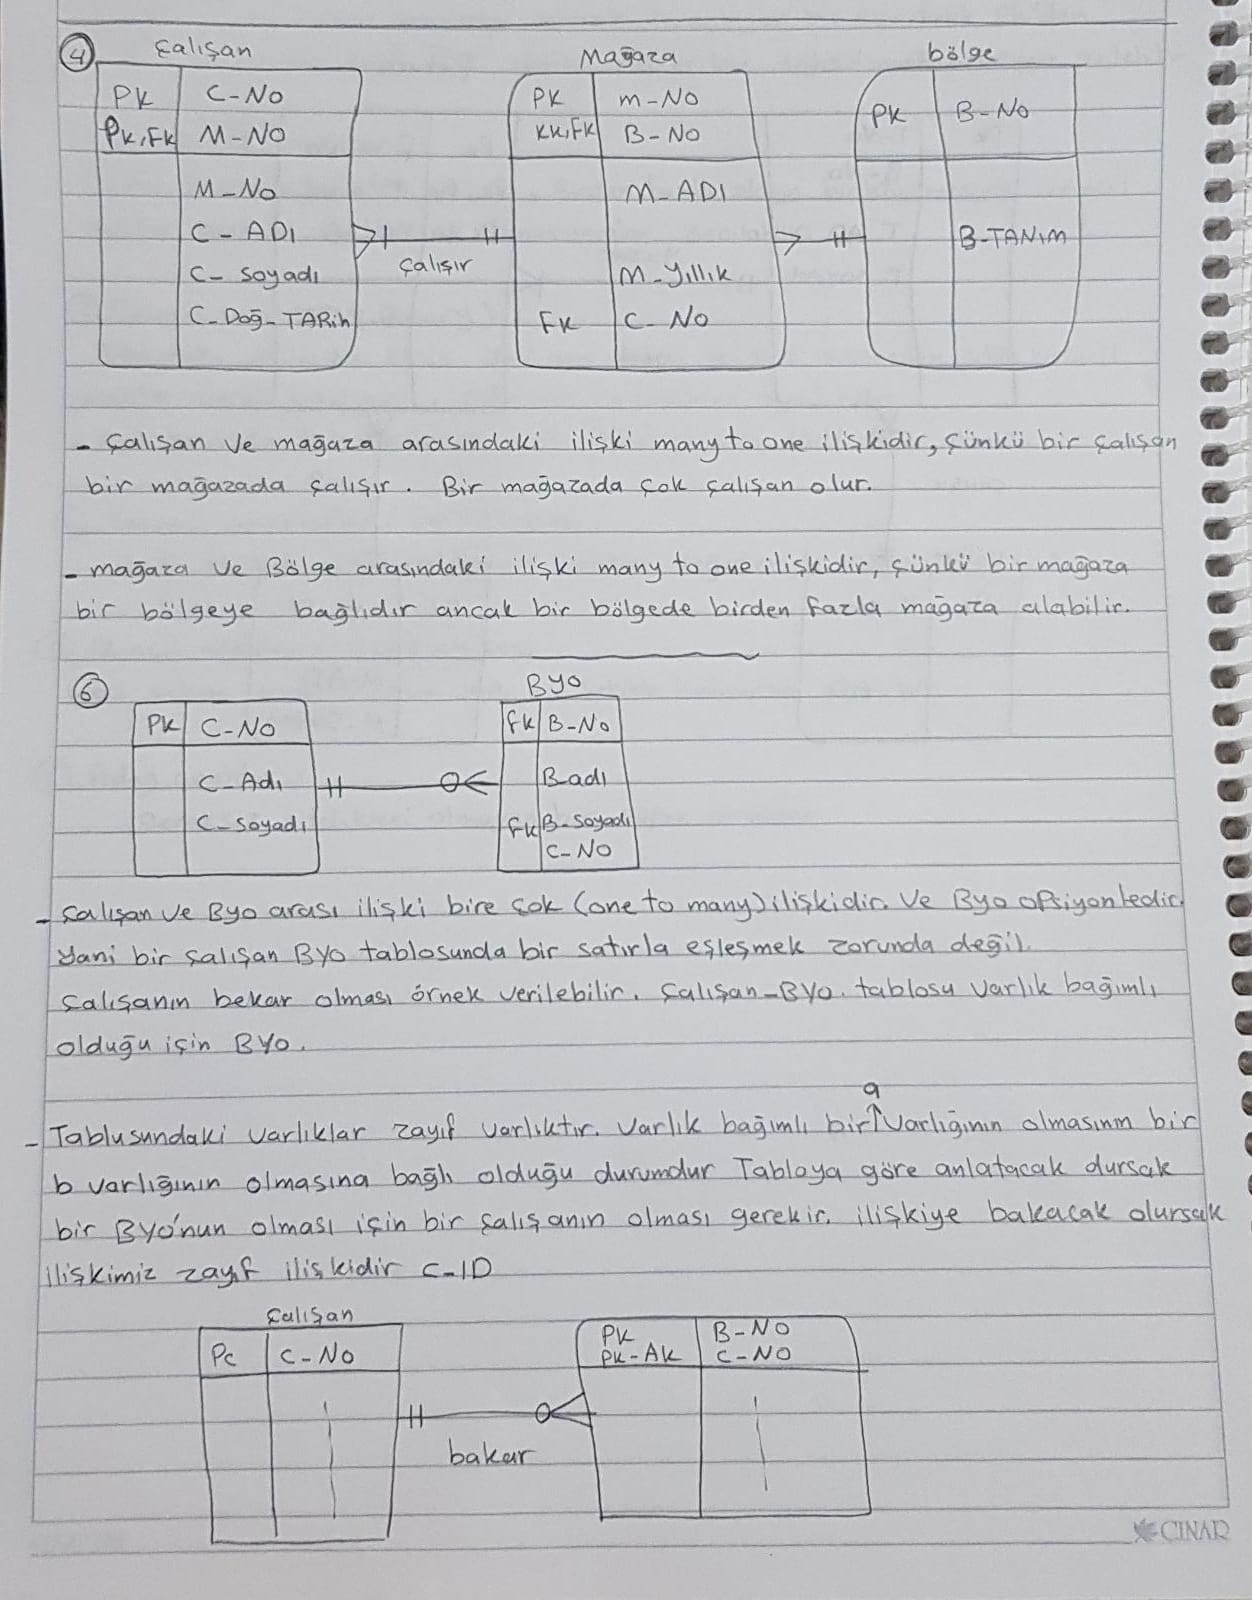 4
Çalışan Mağaza bölge
PK C-NO PK m-NO PK B-NO
PK,FK M-NO KK,FK B-NO
M-No M-ADI
C-ADI B-TANIM
çalışır
C-Soyadı M-Yıllık
C-Doğ-TARih FK C-NO
- Çalışan ve mağaza arasındaki ilişki many to one ilişkidir, Çünkü bir çalışan
bir mağazada çalışır. Bir mağazada çok çalışan olur.
- mağaza ve Bölge arasındaki ilişki many to one ilişkidir, çünkü bir mağaza
bir bölgeye bağlıdır ancak bir bölgede birden fazla mağaza alabilir.
6
BYO
PK C-NO FK B-No
C-Adı B-adı
C-Soyadı FK B-Soyadı
C-NO
- Çalışan ve Byo arası ilişki bire çok (one to many) ilişkidir. Ve Byo opsiyonledir.
Yani bir çalışan BYO tablosunda bir satırla eşleşmek zorunda değil.
Çalışanın bekar olması örnek verilebilir. Çalışan-BYO. tablosu varlık bağımlı
olduğu için BYO.
- Tablusundaki varlıklar zayıf varlıktır. Varlık bağımlı bir a varlığının olmasının bir
b varlığının olmasına bağlı olduğu durumdur Tabloya göre anlatacak dursak
bir BYO'nun olması için bir çalışanın olması gerekir. ilişkiye bakacak olursak
ilişkimiz zayıf ilişkidir C-ID
Çalışan
Pc C-NO PK B-NO
PK-AK C-NO
bakar
ÇINAR